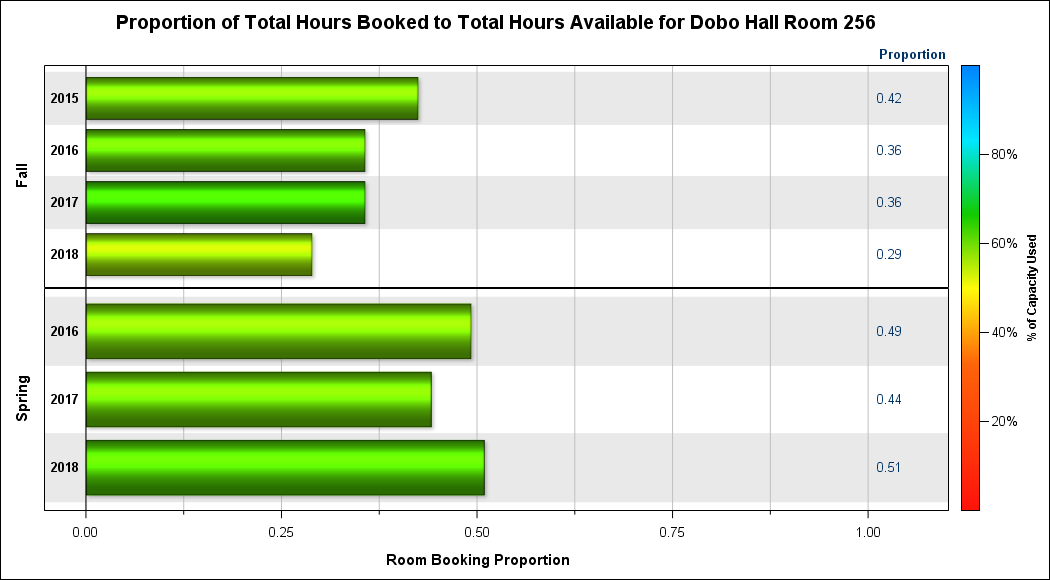 Proportion of Total Hours Booked to Total Hours Available for Dobo Hall Room 256
Proportion
Fall
2015 0.42
2016 0.36
2017 0.36
2018 0.29
Spring
2016 0.49
2017 0.44
2018 0.51
0.00 0.25 0.50 0.75 1.00
Room Booking Proportion
80%
60%
40%
20%
% of Capacity Used